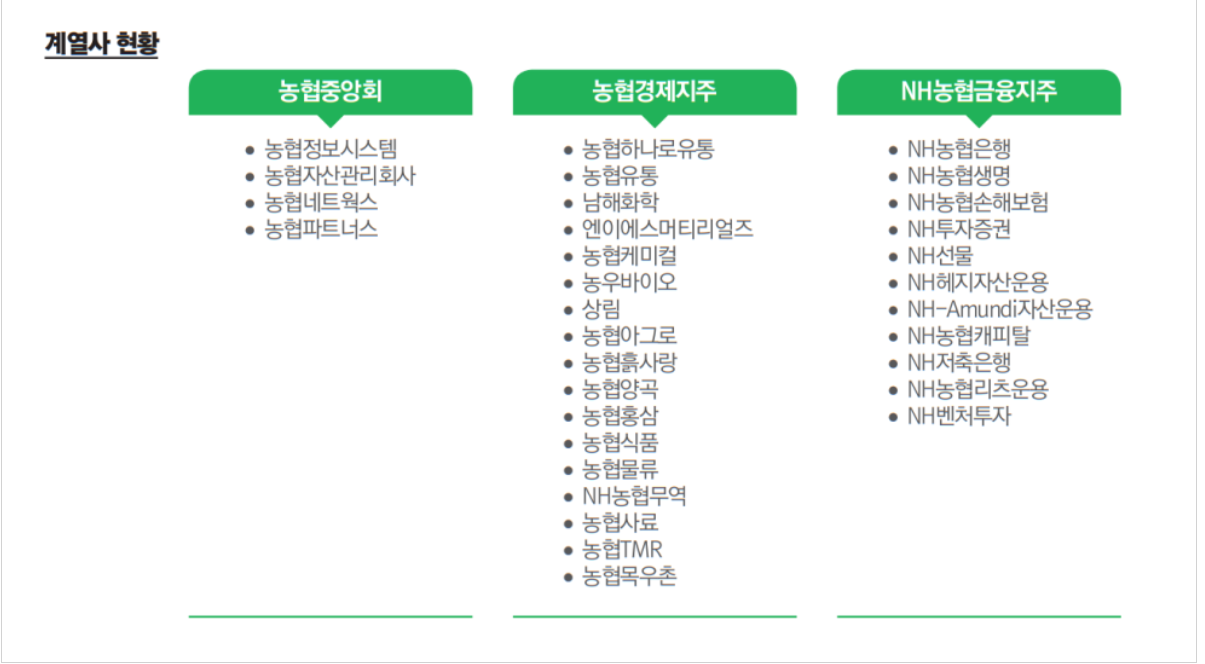 계열사 현황
농협중앙회
• 농협정보시스템
• 농협자산관리회사
• 농협네트웍스
• 농협파트너스
농협경제지주
• 농협하나로유통
• 농협유통
• 남해화학
• 엔이에스머티리얼즈
• 농협케미컬
• 농우바이오
• 상림
• 농협아그로
• 농협흙사랑
• 농협양곡
• 농협홍삼
• 농협식품
• 농협물류
• NH농협무역
• 농협사료
• 농협TMR
• 농협목우촌
NH농협금융지주
• NH농협은행
• NH농협생명
• NH농협손해보험
• NH투자증권
• NH선물
• NH헤지자산운용
• NH-Amundi자산운용
• NH농협캐피탈
• NH저축은행
• NH농협리츠운용
• NH벤처투자